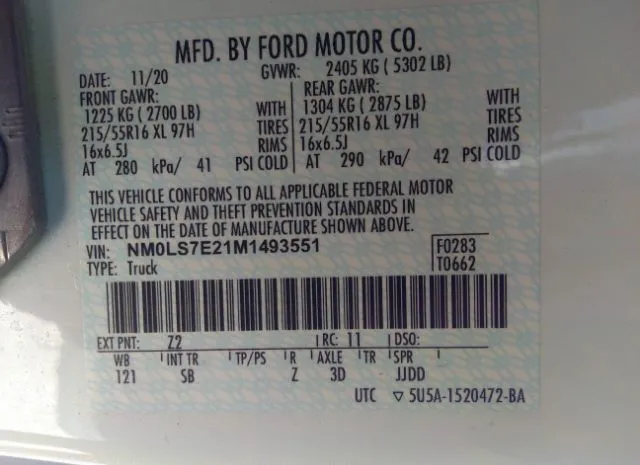 MFD. BY FORD MOTOR CO.
DATE: 11/20 GVWR: 2405 KG ( 5302 LB)
FRONT GAWR: REAR GAWR:
1225 KG ( 2700 LB) WITH 1304 KG ( 2875 LB) WITH
215/55R16 XL 97H TIRES 215/55R16 XL 97H TIRES
16x6.5J RIMS 16x6.5J RIMS
AT 280 kPa/ 41 PSI COLD AT 290 kPa/ 42 PSI COLD
THIS VEHICLE CONFORMS TO ALL APPLICABLE FEDERAL MOTOR
VEHICLE SAFETY AND THEFT PREVENTION STANDARDS IN
EFFECT ON THE DATE OF MANUFACTURE SHOWN ABOVE.
VIN: NM0LS7E21M1493551 F0283
TYPE: Truck T0662
EXT PNT: Z2 RC: 11 DSO:
WB INT TR TP/PS R AXLE TR SPR
121 SB Z 3D JJDD
UTC ▽ 5U5A-1520472-BA